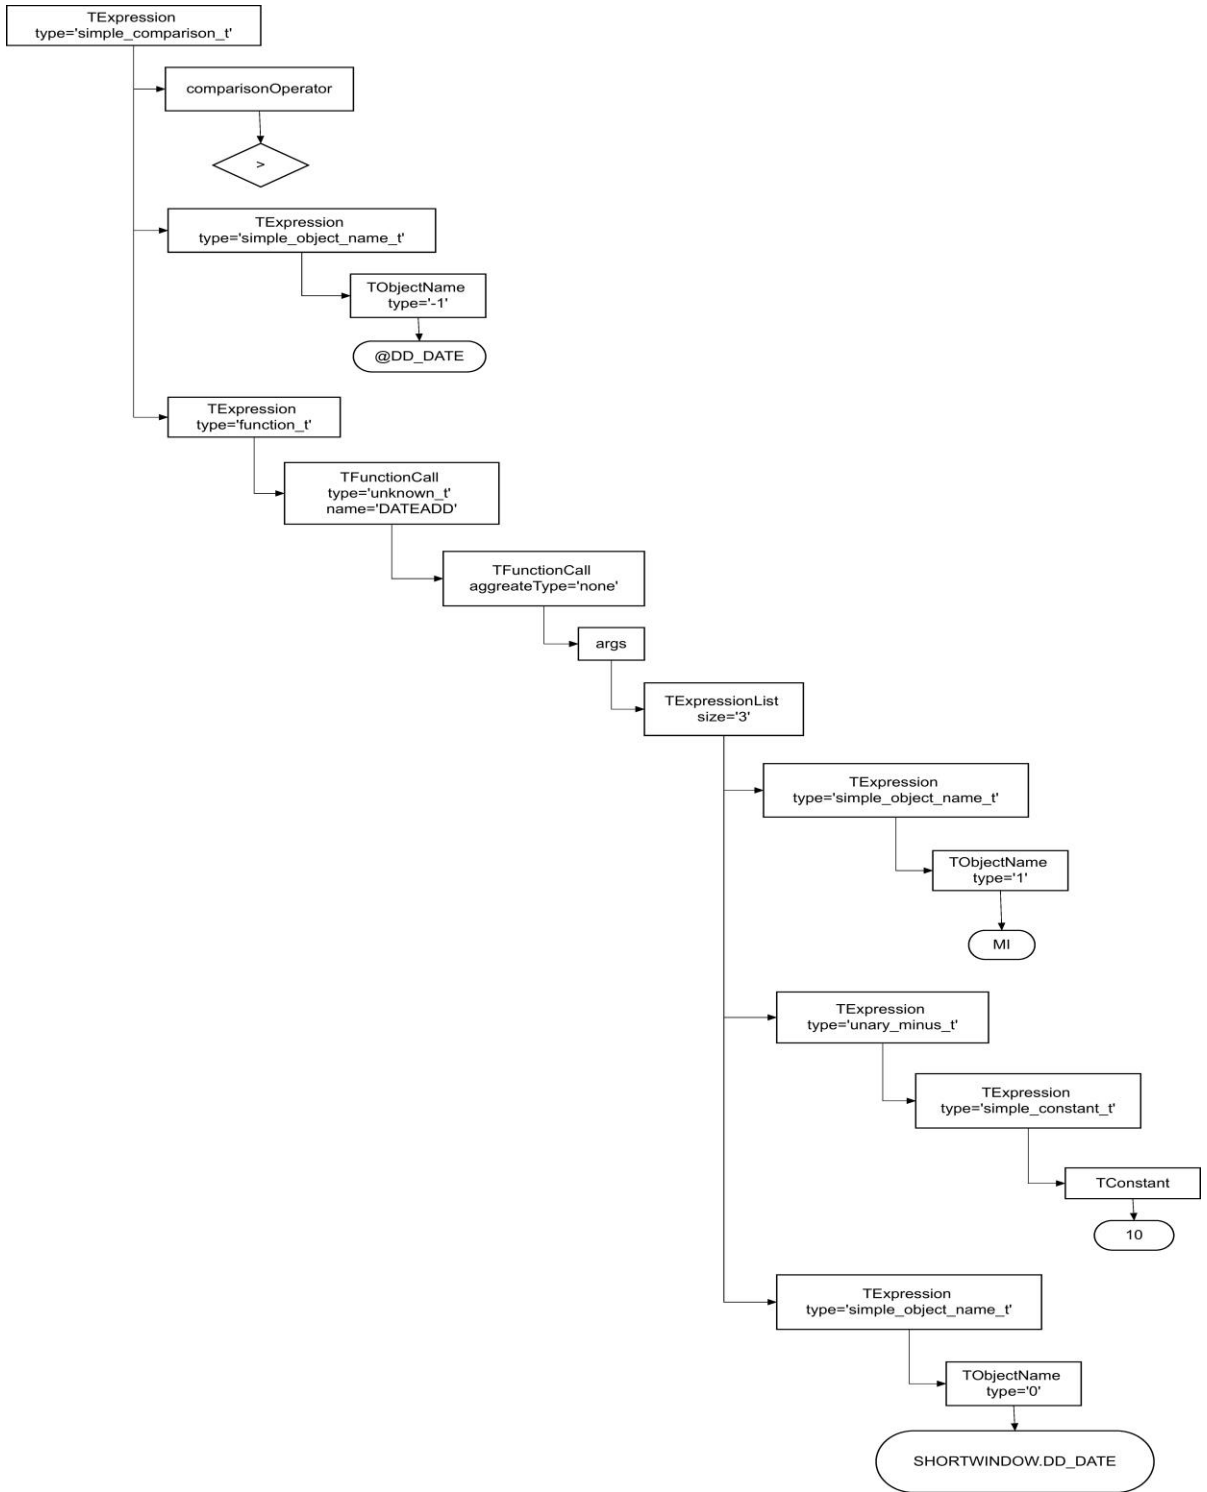 TExpression
type='simple_comparison_t'
comparisonOperator
>
TExpression
type='simple_object_name_t'
TObjectName
type='-1'
@DD_DATE
TExpression
type='function_t'
TFunctionCall
type='unknown_t'
name='DATEADD'
TFunctionCall
aggreateType='none'
args
TExpressionList
size='3'
TExpression
type='simple_object_name_t'
TObjectName
type='1'
MI
TExpression
type='unary_minus_t'
TExpression
type='simple_constant_t'
TConstant
10
TExpression
type='simple_object_name_t'
TObjectName
type='0'
SHORTWINDOW.DD_DATE